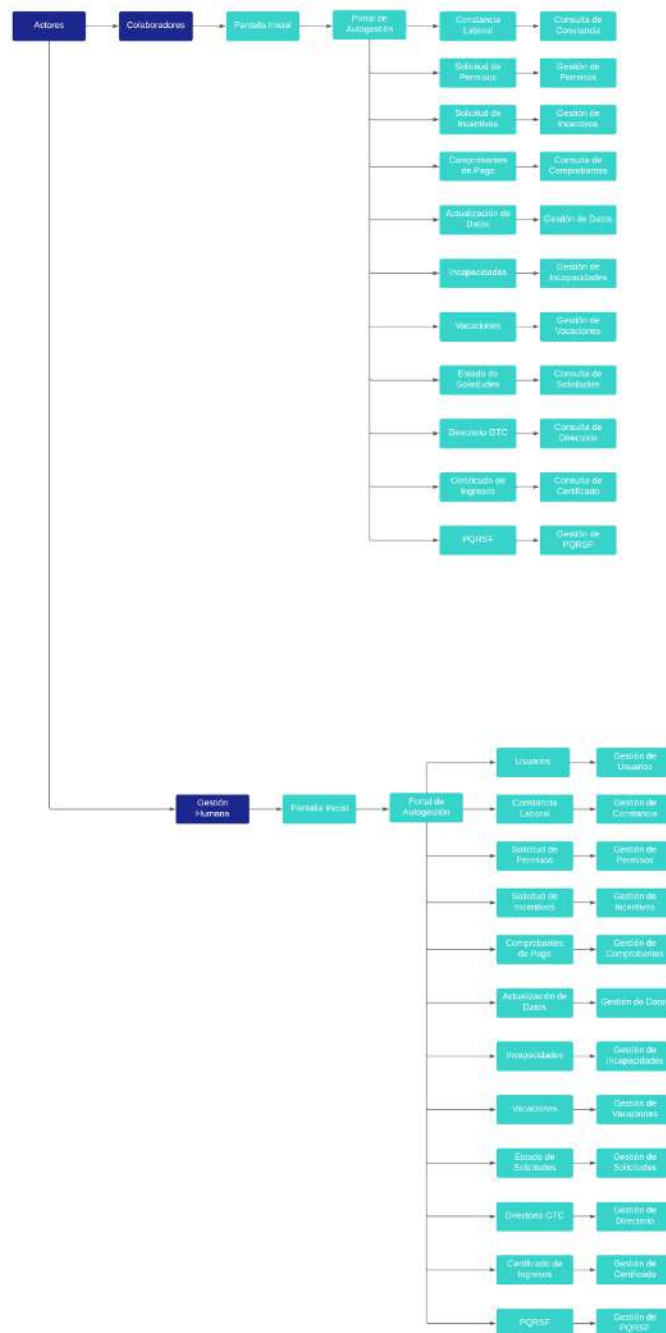 Actores
Colaboradores
Pantalla Inicial
Portal de
Autogestión
Constancia
Laboral
Consulta de
Constancia
Solicitud de
Permisos
Gestión de
Permisos
Solicitud de
Incentivos
Gestión de
Incentivos
Comprobantes
de Pago
Consulta de
Comprobantes
Actualización de
Datos
Gestión de Datos
Incapacidades
Gestión de
Incapacidades
Vacaciones
Gestión de
Vacaciones
Estado de
Solicitudes
Consulta de
Solicitudes
Directorio GTC
Consulta de
Directorio
Certificado de
Ingresos
Consulta de
Certificado
PQRSF
Gestión de
PQRSF
Usuarios
Gestión de
Usuarios
Gestión
Humana
Pantalla Inicial
Portal de
Autogestión
Constancia
Laboral
Gestión de
Constancia
Solicitud de
Permisos
Gestión de
Permisos
Solicitud de
Incentivos
Gestión de
Incentivos
Comprobantes
de Pago
Gestión de
Comprobantes
Actualización de
Datos
Gestión de Datos
Incapacidades
Gestión de
Incapacidades
Vacaciones
Gestión de
Vacaciones
Estado de
Solicitudes
Gestión de
Solicitudes
Directorio GTC
Gestión de
Directorio
Certificado de
Ingresos
Gestión de
Certificado
PQRSF
Gestión de
PQRSF